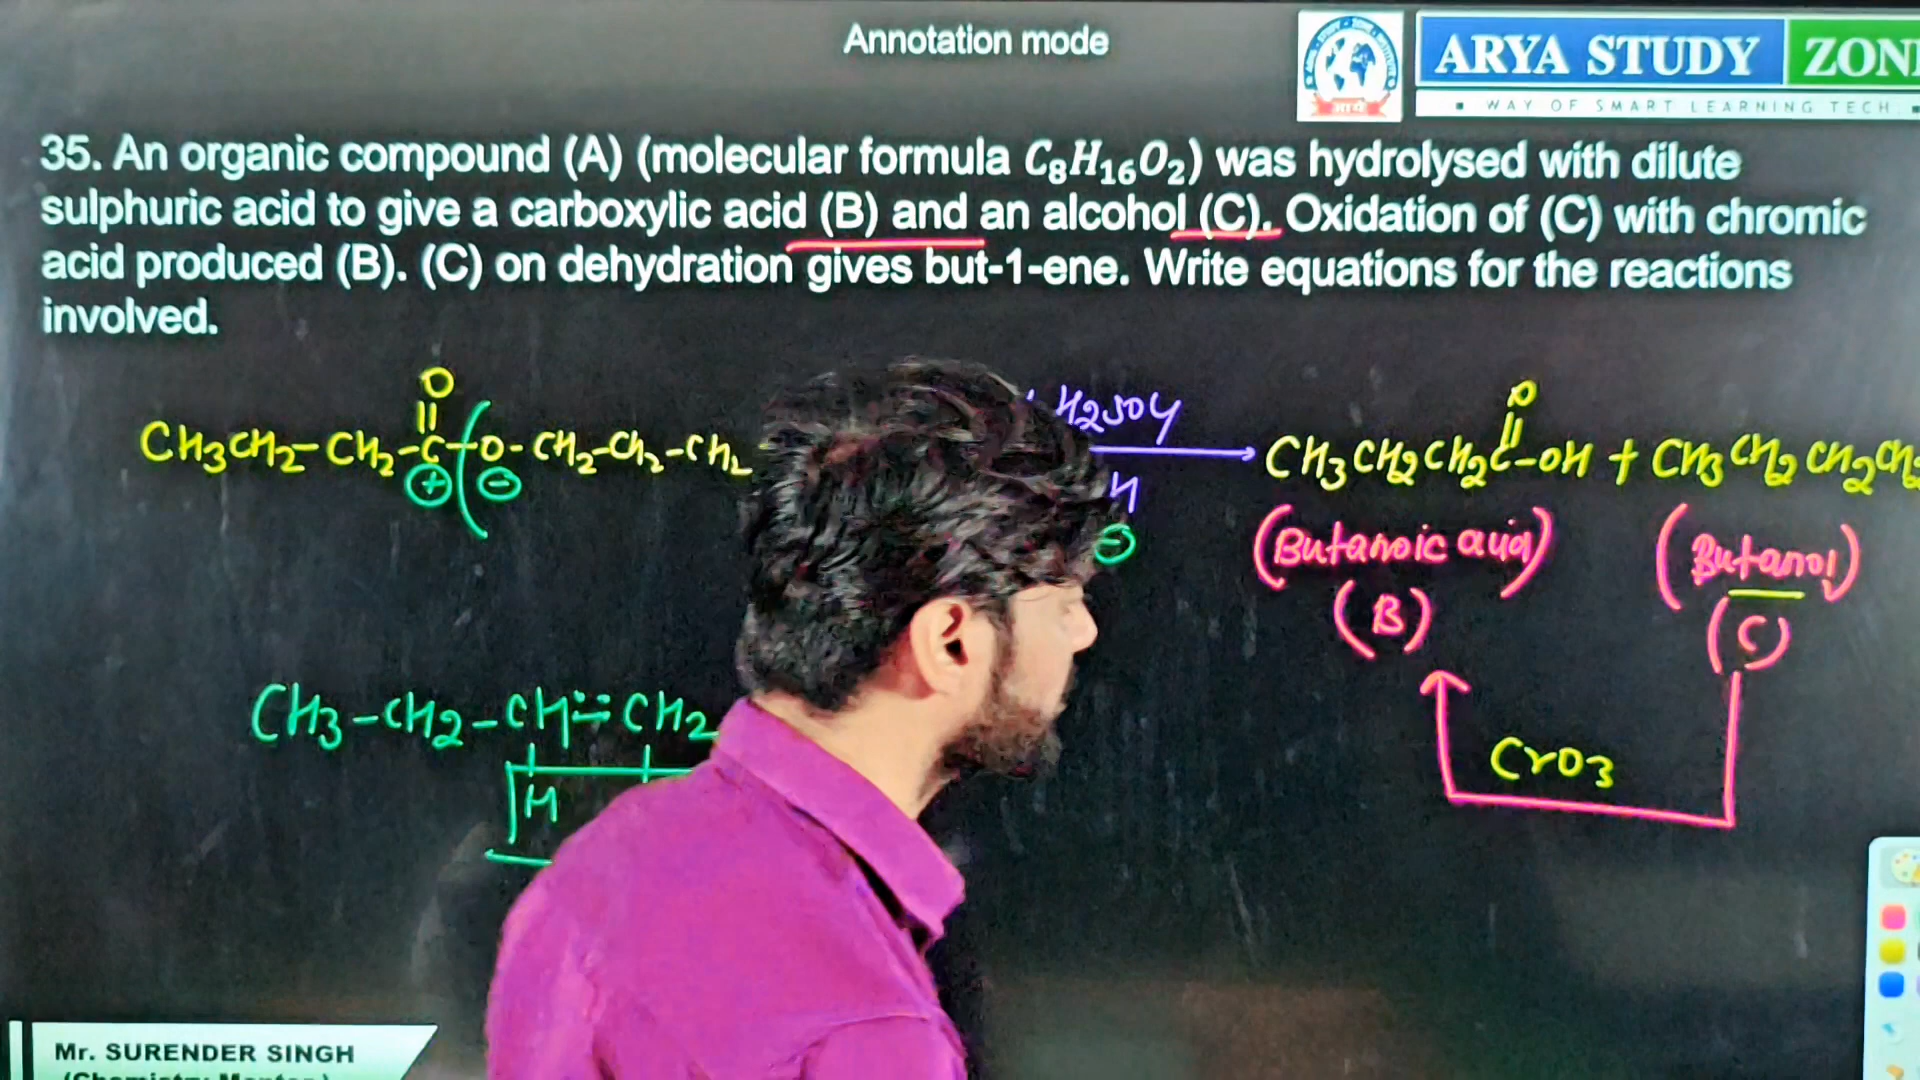 Annotation mode
ARYA STUDY ZON
WAY OF SMART LEARNING TECH.
35. An organic compound (A) (molecular formula C₈H₁₆O₂) was hydrolysed with dilute
sulphuric acid to give a carboxylic acid (B) and an alcohol (C). Oxidation of (C) with chromic
acid produced (B). (C) on dehydration gives but-1-ene. Write equations for the reactions
involved.
O
||
CH3CH2-CH2-C-O-CH2-CH2-CH2
⊕ ⊖
H2SO4
H
⊖
O
||
CH3CH2CH2C-OH + CH3CH2CH2CH2
(Butanoic acid) (Butanol)
(B) (C)
CrO3
CH3-CH2-CH=CH2
H
Mr. SURENDER SINGH
(Chemistry Mentor)